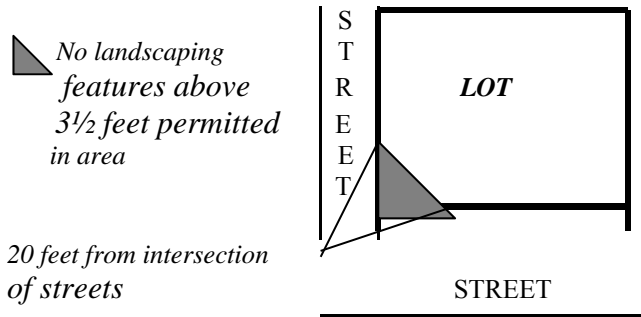 No landscaping
features above
3½ feet permitted
in area
20 feet from intersection
of streets
S
T
R
E
E
T
LOT
STREET